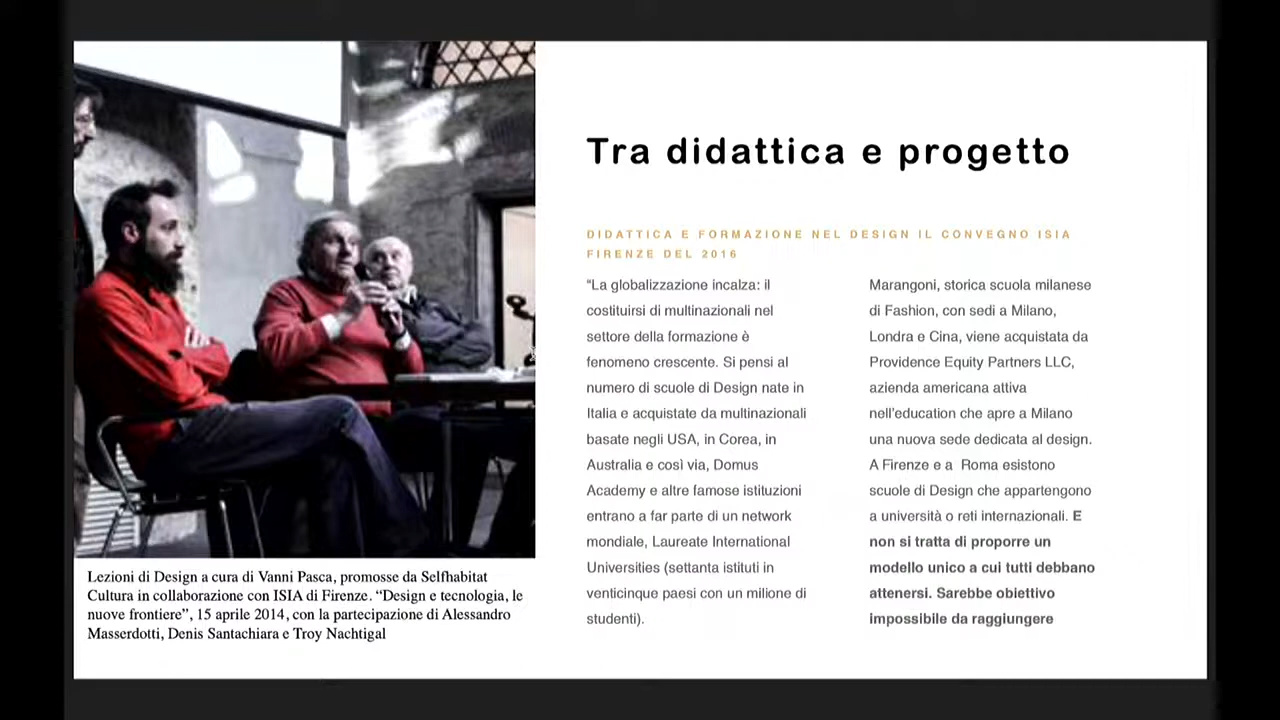 Tra didattica e progetto
DIDATTICA E FORMAZIONE NEL DESIGN IL CONVEGNO ISIA
FIRENZE DEL 2016
“La globalizzazione incalza: il
costituirsi di multinazionali nel
settore della formazione è
fenomeno crescente. Si pensi al
numero di scuole di Design nate in
Italia e acquistate da multinazionali
basate negli USA, in Corea, in
Australia e così via, Domus
Academy e altre famose istituzioni
entrano a far parte di un network
mondiale, Laureate International
Universities (settanta istituti in
venticinque paesi con un milione di
studenti).
Marangoni, storica scuola milanese
di Fashion, con sedi a Milano,
Londra e Cina, viene acquistata da
Providence Equity Partners LLC,
azienda americana attiva
nell'education che apre a Milano
una nuova sede dedicata al design.
A Firenze e a  Roma esistono
scuole di Design che appartengono
a università o reti internazionali. E
non si tratta di proporre un
modello unico a cui tutti debbano
attenersi. Sarebbe obiettivo
impossibile da raggiungere
Lezioni di Design a cura di Vanni Pasca, promosse da Selfhabitat
Cultura in collaborazione con ISIA di Firenze. “Design e tecnologia, le
nuove frontiere”, 15 aprile 2014, con la partecipazione di Alessandro
Masserdotti, Denis Santachiara e Troy Nachtigal